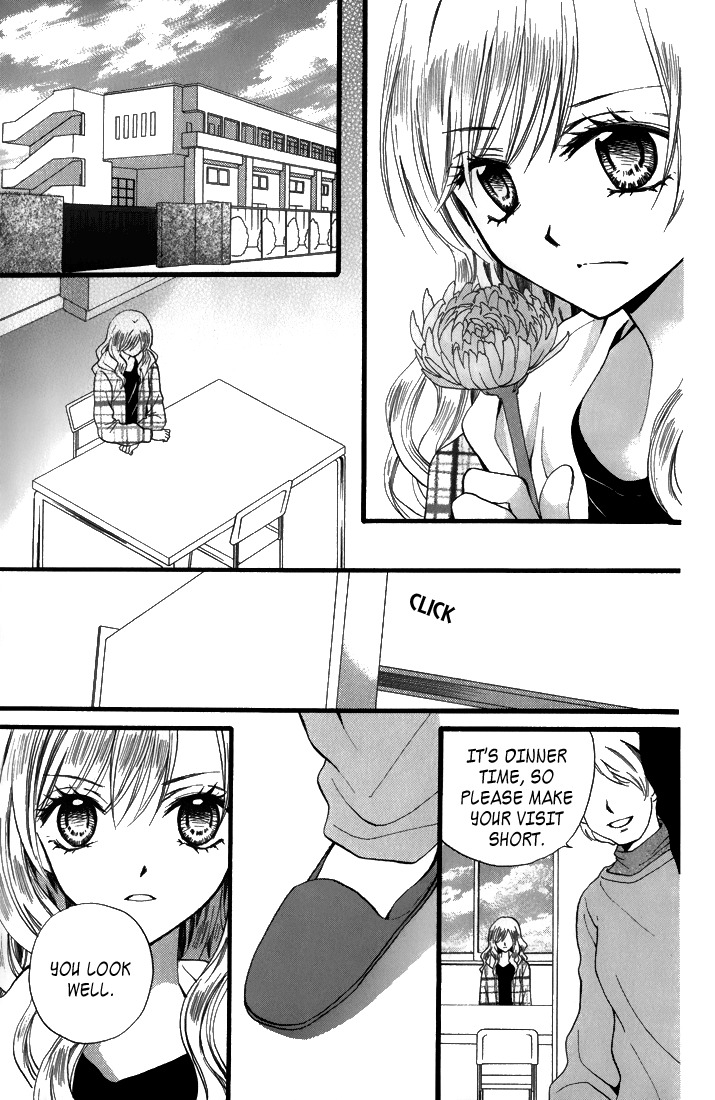 CLICK
IT'S DINNER
TIME, SO
PLEASE MAKE
YOUR VISIT
SHORT.
YOU LOOK
WELL.